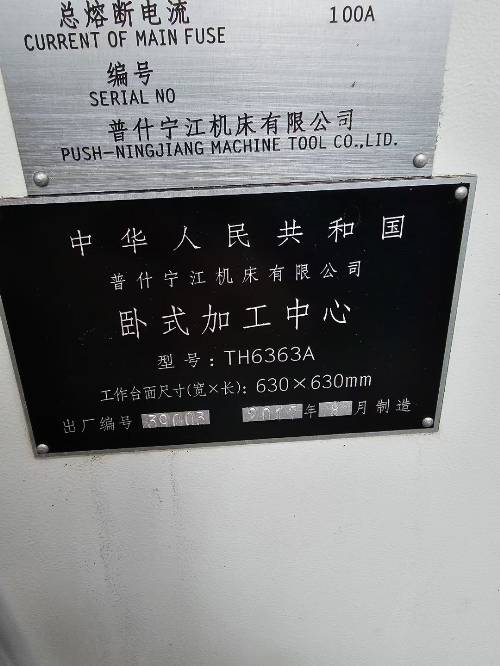 总熔断电流 100A
CURRENT OF MAIN FUSE
编号
SERIAL NO
普什宁江机床有限公司
PUSH-NINGJIANG MACHINE TOOL CO.,LID.
中华人民共和国
普什宁江机床有限公司
卧式加工中心
型号:TH6363A
工作台面尺寸(宽×长):630×630mm
出厂编号 年 月制造